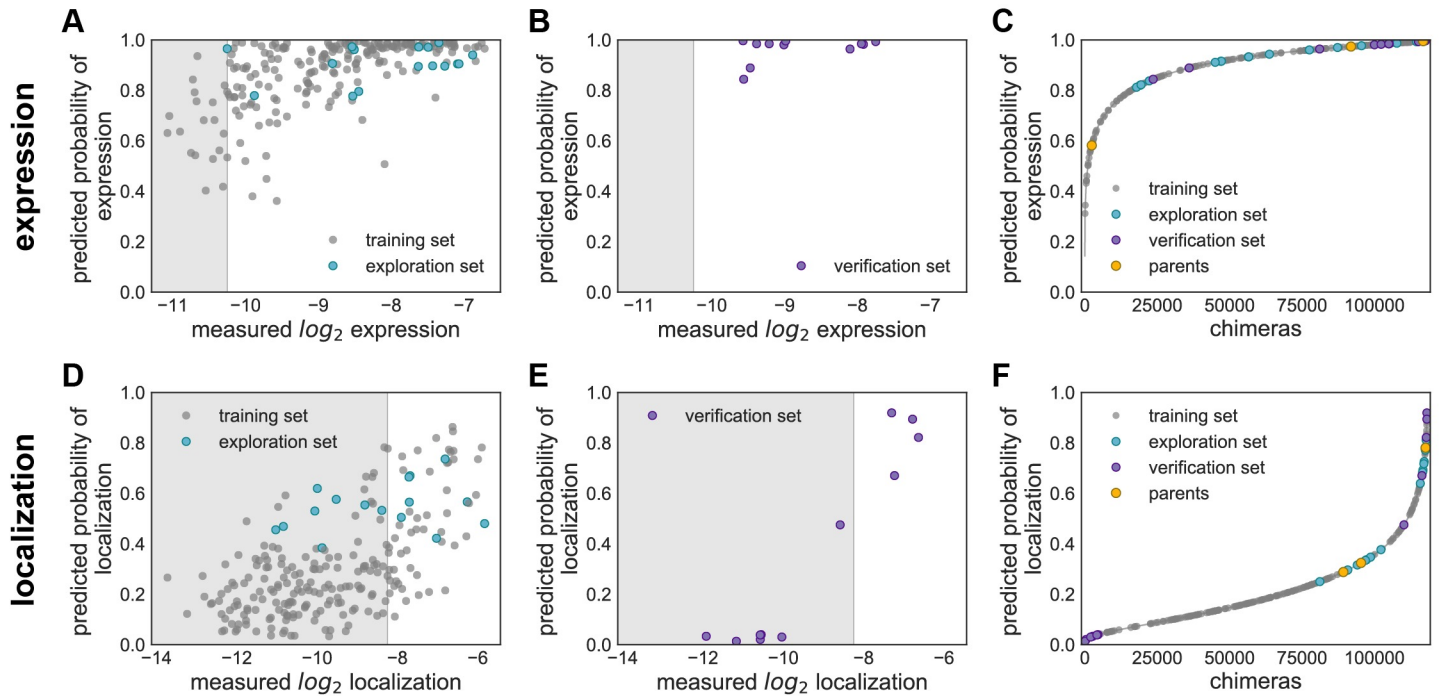 A
B
C
expression
predicted probability of
expression
1.0
0.8
0.6
0.4
0.2
0.0
training set
exploration set
−11
−10
−9
−8
−7
measured log2 expression
predicted probability of
expression
1.0
0.8
0.6
0.4
0.2
0.0
verification set
−11
−10
−9
−8
−7
measured log2 expression
predicted probability of
expression
1.0
0.8
0.6
0.4
0.2
0.0
training set
exploration set
verification set
parents
0
25000
50000
75000
100000
chimeras
D
E
F
localization
predicted probability of
localization
1.0
0.8
0.6
0.4
0.2
0.0
training set
exploration set
−14
−12
−10
−8
−6
measured log2 localization
predicted probability of
localization
1.0
0.8
0.6
0.4
0.2
0.0
verification set
−14
−12
−10
−8
−6
measured log2 localization
predicted probability of
localization
1.0
0.8
0.6
0.4
0.2
0.0
training set
exploration set
verification set
parents
0
25000
50000
75000
100000
chimeras